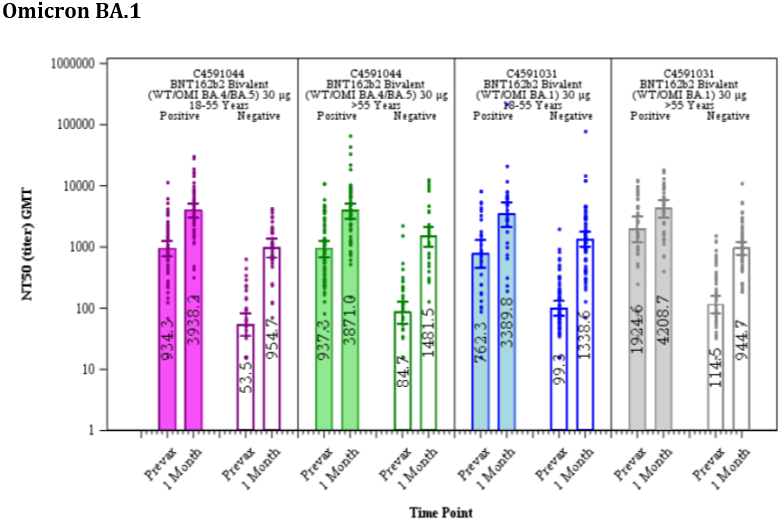 Omicron BA.1
C4591044
BNT162b2 Bivalent
(WT/OMI BA.4/BA.5) 30 µg
18-55 Years
Positive Negative
C4591044
BNT162b2 Bivalent
(WT/OMI BA.4/BA.5) 30 µg
>55 Years
Positive Negative
C4591031
BNT162b2 Bivalent
(WT/OMI BA.1) 30 µg
18-55 Years
Positive Negative
C4591031
BNT162b2 Bivalent
(WT/OMI BA.1) 30 µg
>55 Years
Positive Negative
NT50 (titer) GMT
1000000
100000
10000
1000
100
10
1
934.3 3938.2 53.5 954.7 937.3 3871.0 84.7 1481.5 762.3 3389.8 99.3 1338.6 1924.6 4208.7 114.5 944.7
Prevax 1 Month Prevax 1 Month Prevax 1 Month Prevax 1 Month Prevax 1 Month Prevax 1 Month Prevax 1 Month Prevax 1 Month
Time Point